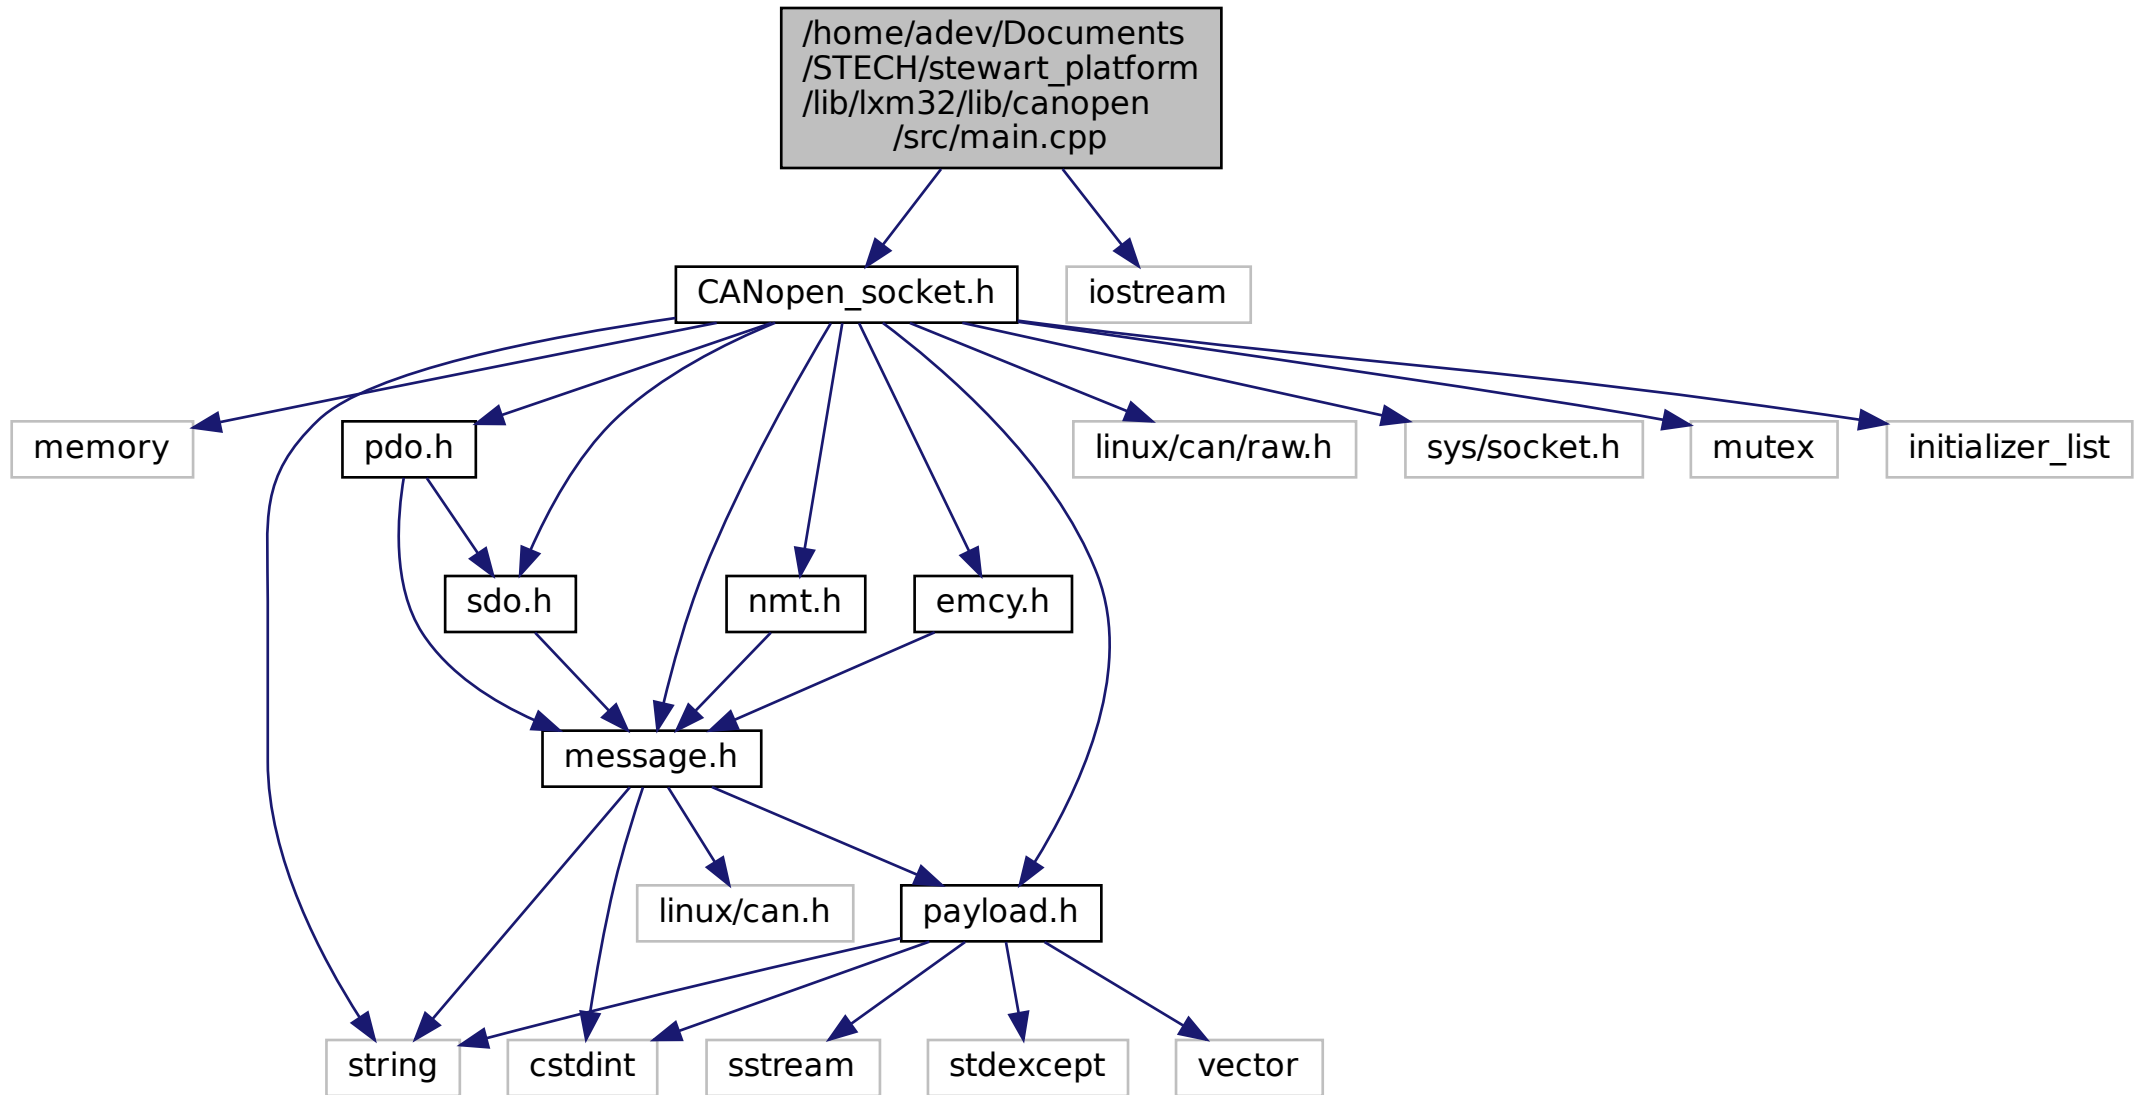 /home/adev/Documents
/STECH/stewart_platform
/lib/lxm32/lib/canopen
/src/main.cpp
CANopen_socket.h
iostream
memory
pdo.h
linux/can/raw.h
sys/socket.h
mutex
initializer_list
sdo.h
nmt.h
emcy.h
message.h
linux/can.h
payload.h
string
cstdint
sstream
stdexcept
vector